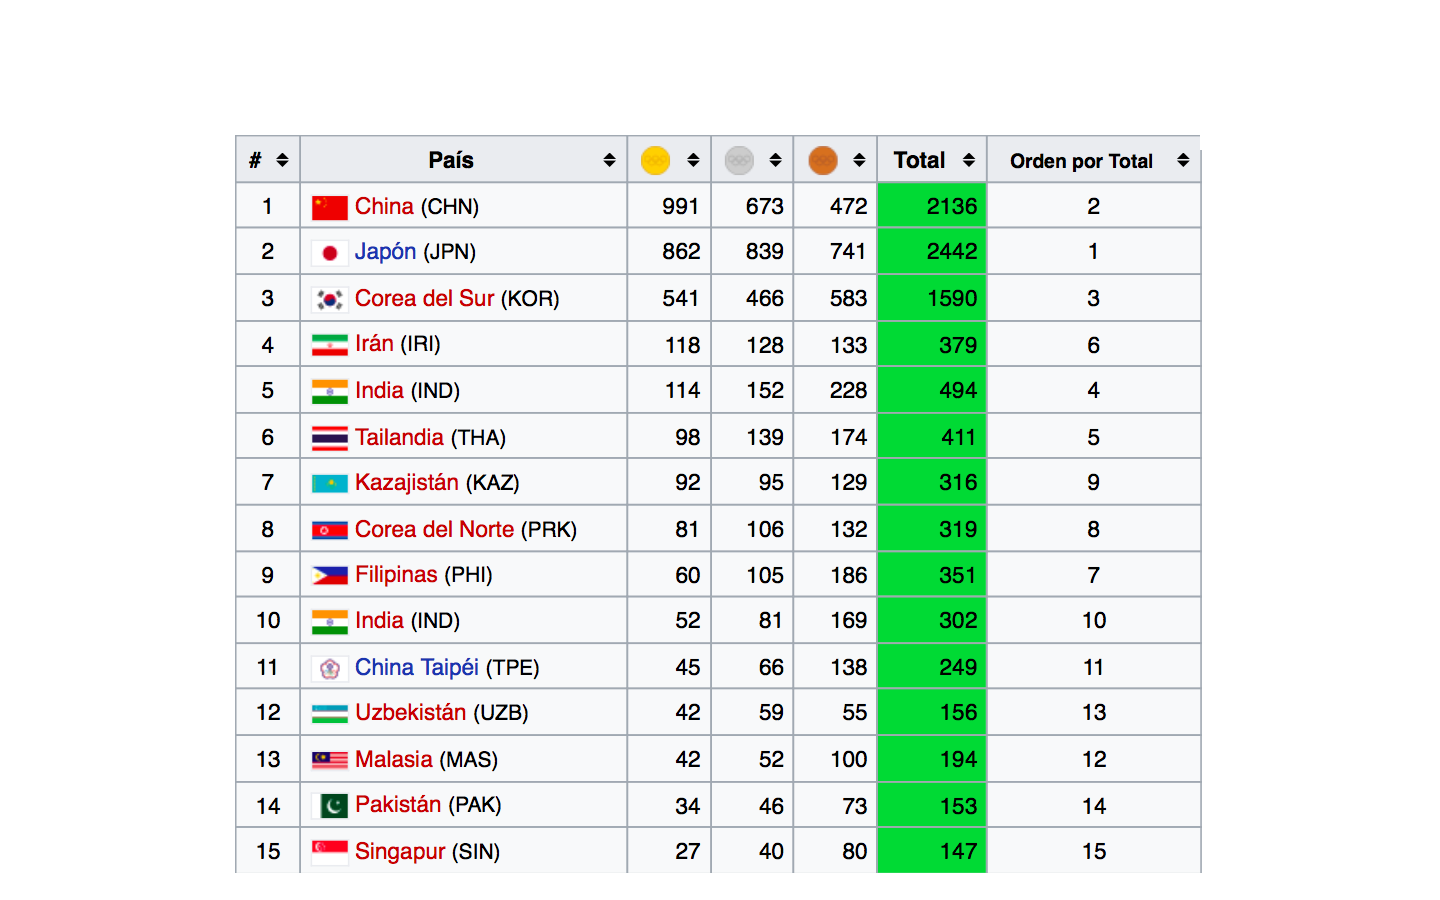 # País Total Orden por Total
1 China (CHN) 991 673 472 2136 2
2 Japón (JPN) 862 839 741 2442 1
3 Corea del Sur (KOR) 541 466 583 1590 3
4 Irán (IRI) 118 128 133 379 6
5 India (IND) 114 152 228 494 4
6 Tailandia (THA) 98 139 174 411 5
7 Kazajistán (KAZ) 92 95 129 316 9
8 Corea del Norte (PRK) 81 106 132 319 8
9 Filipinas (PHI) 60 105 186 351 7
10 India (IND) 52 81 169 302 10
11 China Taipéi (TPE) 45 66 138 249 11
12 Uzbekistán (UZB) 42 59 55 156 13
13 Malasia (MAS) 42 52 100 194 12
14 Pakistán (PAK) 34 46 73 153 14
15 Singapur (SIN) 27 40 80 147 15